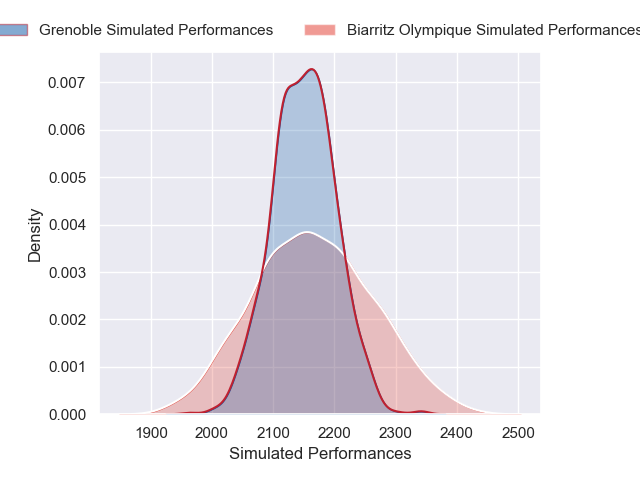 Grenoble Simulated Performances Biarritz Olympique Simulated Performances
0.007
0.006
0.005
0.004
0.003
0.002
0.001
0.000
Density
1900 2000 2100 2200 2300 2400 2500
Simulated Performances